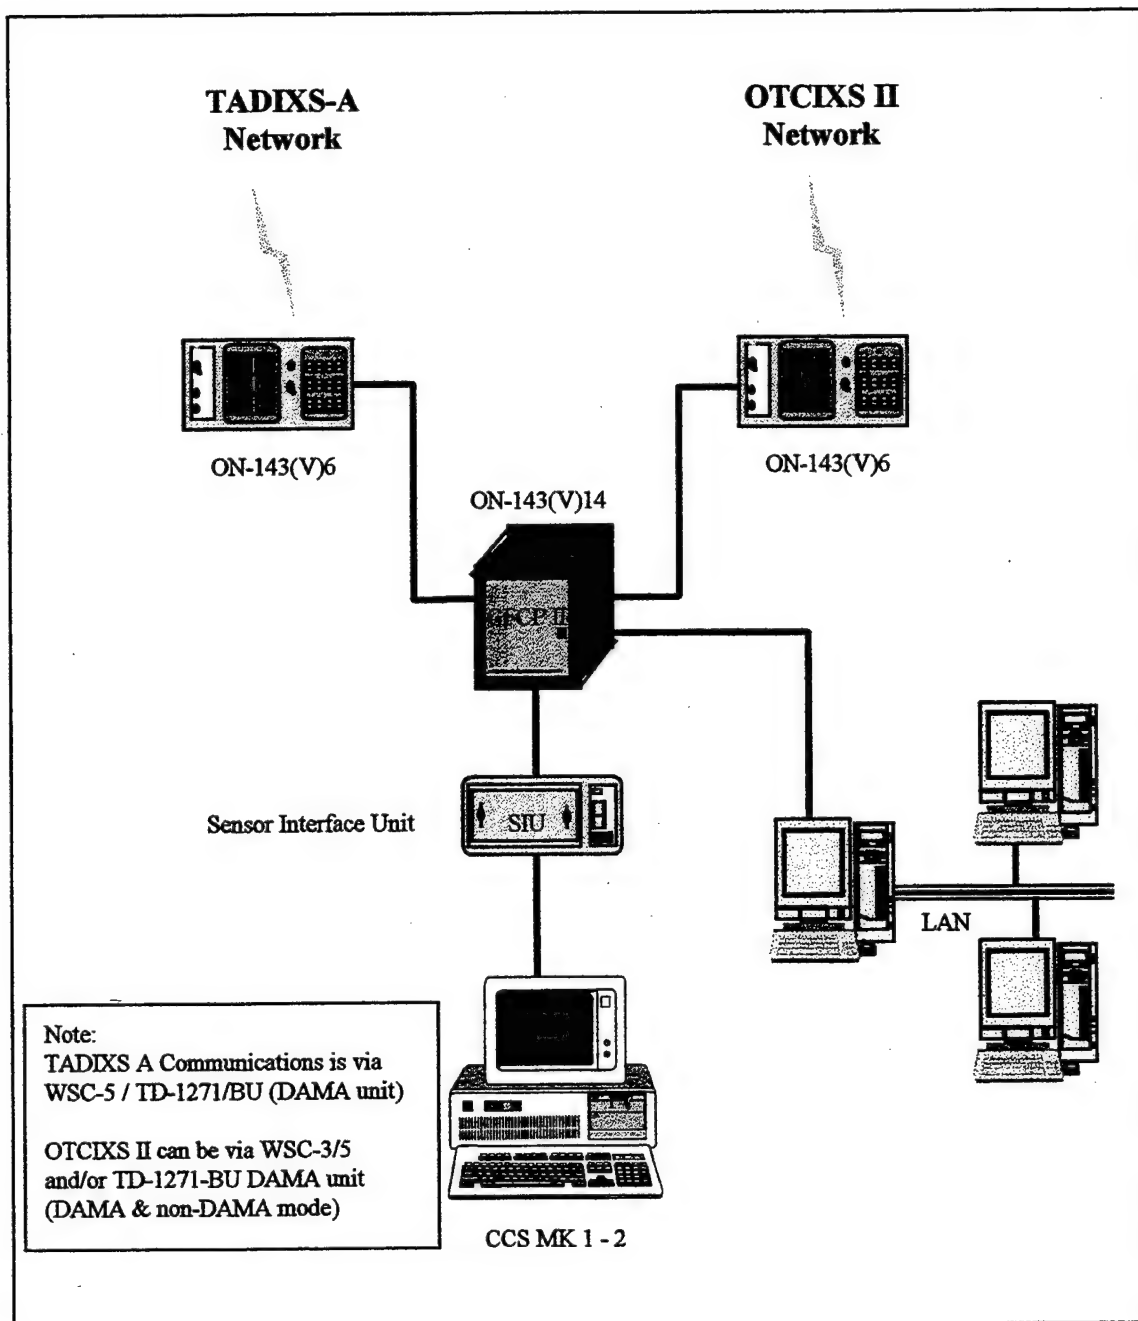 TADIXS-A
Network
OTCIXS II
Network
ON-143(V)6
ON-143(V)6
ON-143(V)14
FCP II
Sensor Interface Unit
SIU
LAN
Note:
TADIXS A Communications is via
WSC-5 / TD-1271/BU (DAMA unit)
OTCIXS II can be via WSC-3/5
and/or TD-1271-BU DAMA unit
(DAMA & non-DAMA mode)
CCS MK 1 - 2